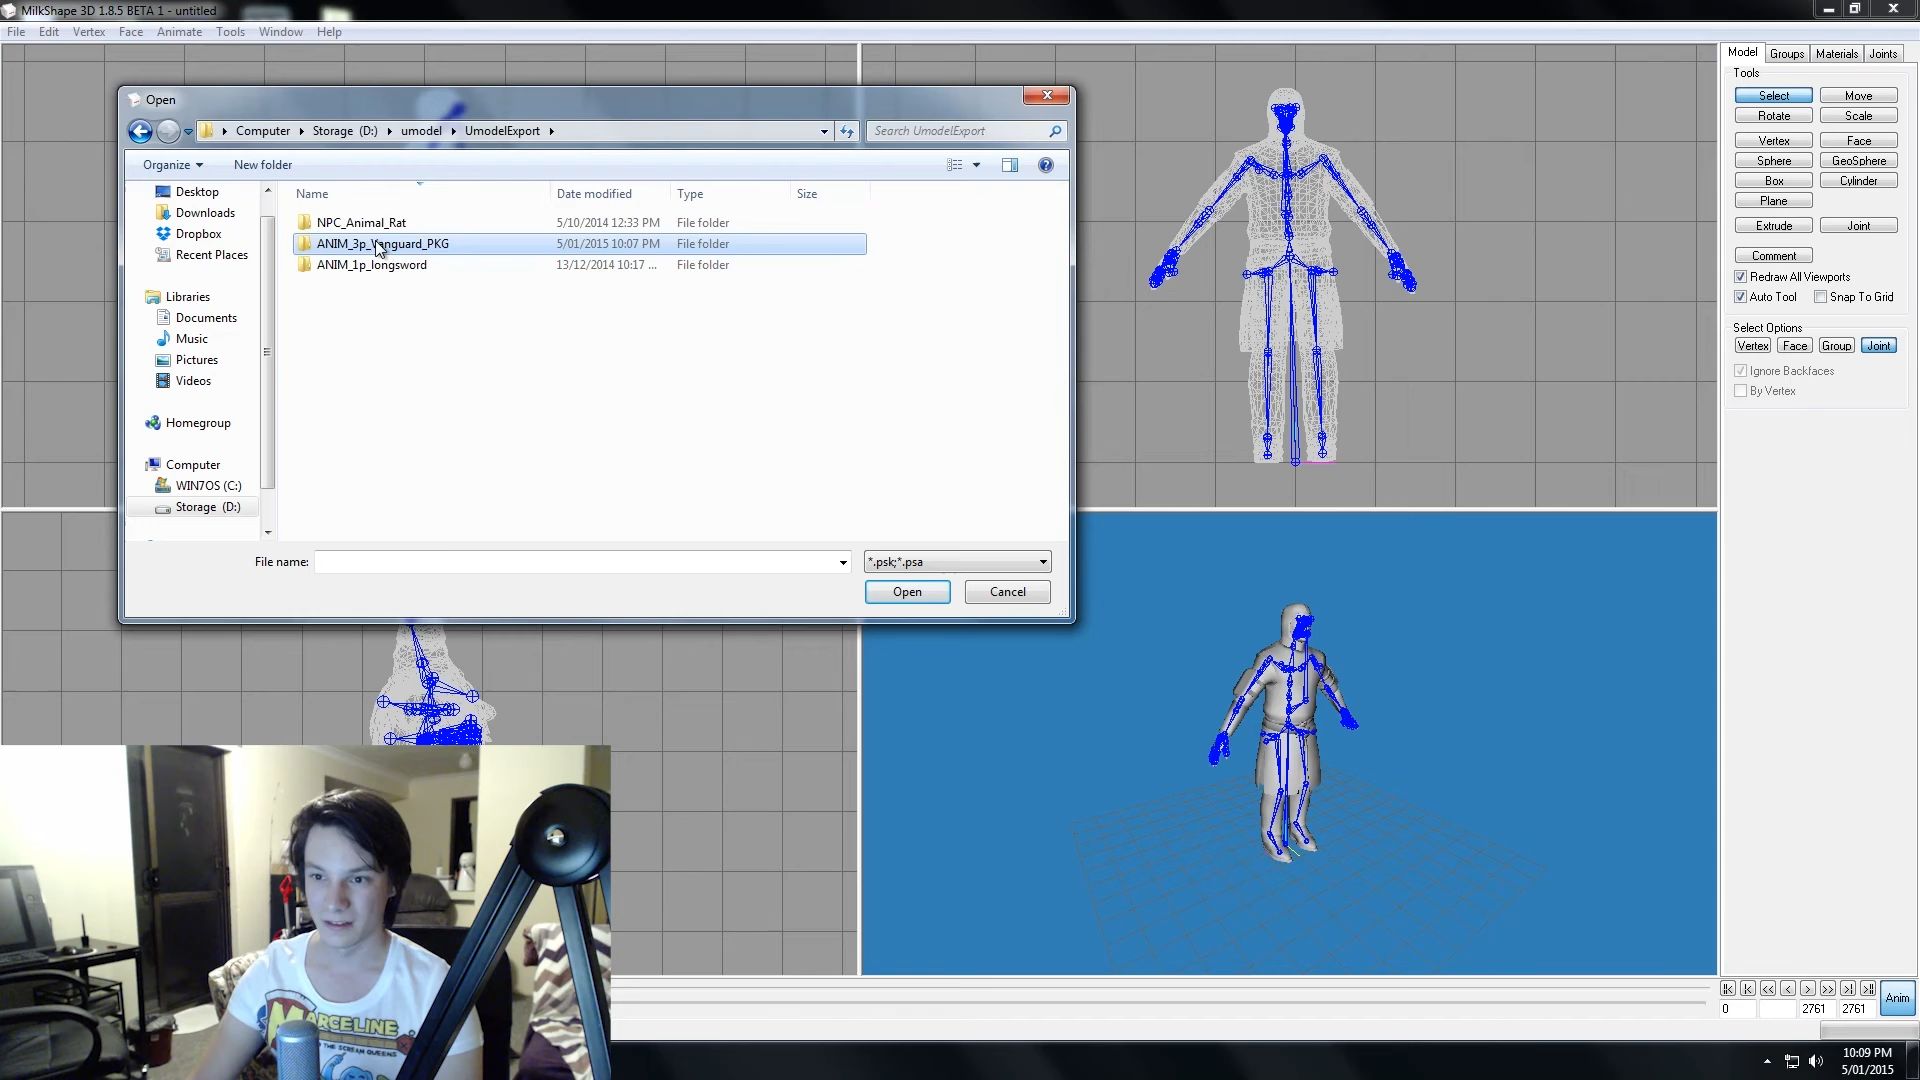 MilkShape 3D 1.8.5 BETA 1 - untitled
File Edit Vertex Face Animate Tools Window Help
Open
Computer Storage (D:) umodel UmodelExport
Search UmodelExport
Organize New folder
Name Date modified Type Size
NPC_Animal_Rat 5/10/2014 12:33 PM File folder
ANIM_3p_Vanguard_PKG 5/01/2015 10:07 PM File folder
ANIM_1p_longsword 13/12/2014 10:17 ... File folder
Desktop
Downloads
Dropbox
Recent Places
Libraries
Documents
Music
Pictures
Videos
Homegroup
Computer
WIN7OS (C:)
Storage (D:)
File name:
*.psk;*.psa
Open Cancel
Model Groups Materials Joints
Tools
Select Move
Rotate Scale
Vertex Face
Sphere GeoSphere
Box Cylinder
Plane
Extrude Joint
Comment
Redraw All Viewports
Auto Tool Snap To Grid
Select Options
Vertex Face Group Joint
Ignore Backfaces
By Vertex
MARCELINE
THE SCREAM QUEENS
0 2761 2761
Anim
10:09 PM
5/01/2015